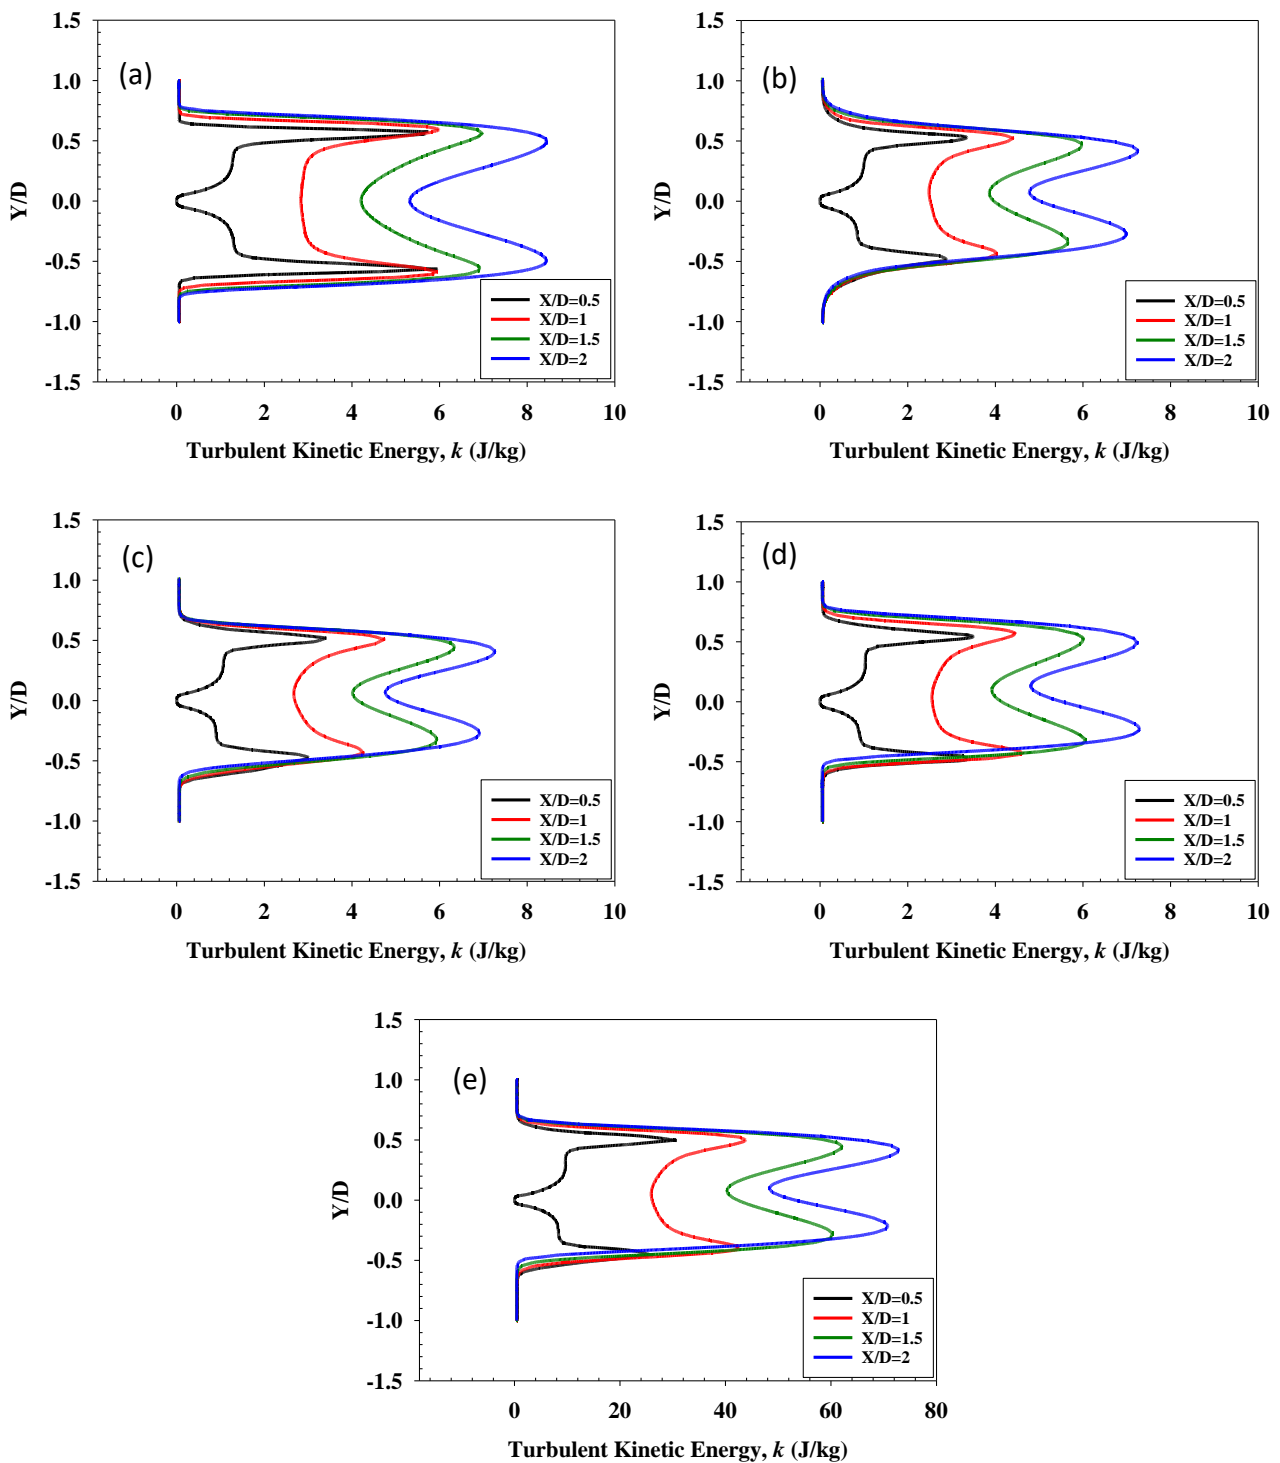 (a)
1.5
1.0
0.5
0.0
-0.5
-1.0
-1.5
Y/D
X/D=0.5
X/D=1
X/D=1.5
X/D=2
0 2 4 6 8 10
Turbulent Kinetic Energy, k (J/kg)
(b)
1.5
1.0
0.5
0.0
-0.5
-1.0
-1.5
Y/D
X/D=0.5
X/D=1
X/D=1.5
X/D=2
0 2 4 6 8 10
Turbulent Kinetic Energy, k (J/kg)
(c)
1.5
1.0
0.5
0.0
-0.5
-1.0
-1.5
Y/D
X/D=0.5
X/D=1
X/D=1.5
X/D=2
0 2 4 6 8 10
Turbulent Kinetic Energy, k (J/kg)
(d)
1.5
1.0
0.5
0.0
-0.5
-1.0
-1.5
Y/D
X/D=0.5
X/D=1
X/D=1.5
X/D=2
0 2 4 6 8 10
Turbulent Kinetic Energy, k (J/kg)
(e)
1.5
1.0
0.5
0.0
-0.5
-1.0
-1.5
Y/D
X/D=0.5
X/D=1
X/D=1.5
X/D=2
0 20 40 60 80
Turbulent Kinetic Energy, k (J/kg)